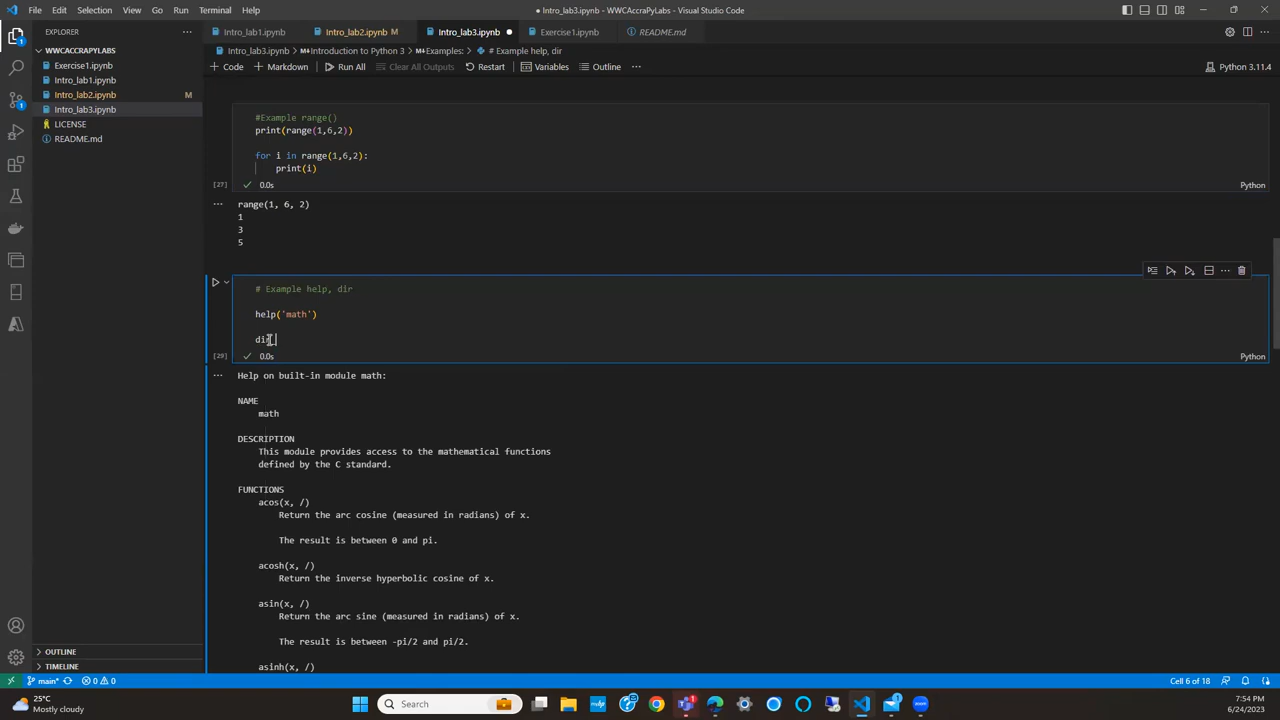 File Edit Selection View Go Run Terminal Help
● Intro_lab3.ipynb - WWCAccraPyLabs - Visual Studio Code
EXPLORER
Intro_lab1.ipynb
Intro_lab2.ipynb M
Intro_lab3.ipynb ●
Exercise1.ipynb
README.md
WWCACCRAPYLABS
Exercise1.ipynb
Intro_lab1.ipynb
Intro_lab2.ipynb M
Intro_lab3.ipynb
LICENSE
README.md
Intro_lab3.ipynb > Introduction to Python 3 > Examples: > # Example help, dir
+ Code + Markdown Run All Clear All Outputs Restart Variables Outline ... Python 3.11.4
#Example range()
print(range(1,6,2))
for i in range(1,6,2):
print(i)
[27] ✓ 0.0s Python
... range(1, 6, 2)
1
3
5
# Example help, dir
help('math')
dir
[29] ✓ 0.0s Python
... Help on built-in module math:
NAME
math
DESCRIPTION
This module provides access to the mathematical functions
defined by the C standard.
FUNCTIONS
acos(x, /)
Return the arc cosine (measured in radians) of x.
The result is between 0 and pi.
acosh(x, /)
Return the inverse hyperbolic cosine of x.
asin(x, /)
Return the arc sine (measured in radians) of x.
The result is between -pi/2 and pi/2.
asinh(x, /)
OUTLINE
TIMELINE
main* 0 0 Cell 6 of 18
25°C
Mostly cloudy
Search
7:54 PM
6/24/2023